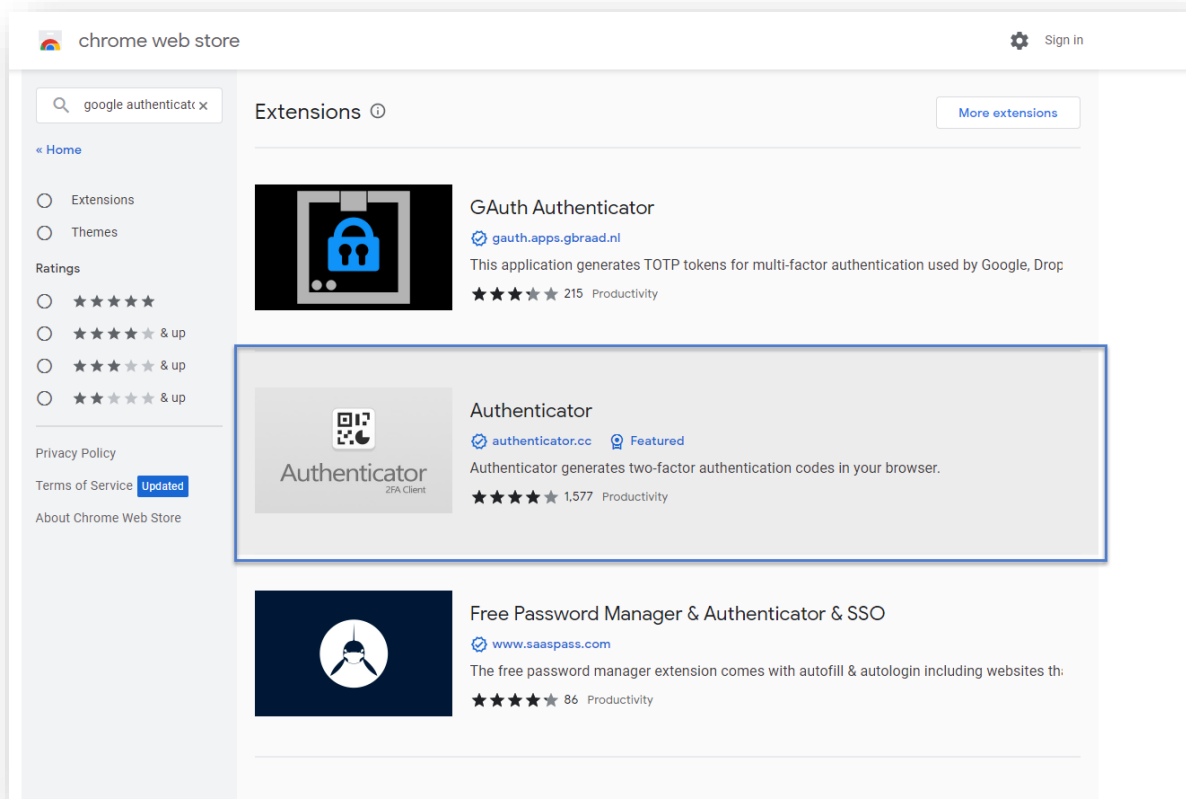 chrome web store
Sign in
google authenticato
« Home
Extensions
Themes
Ratings
& up
& up
& up
Privacy Policy
Terms of Service Updated
About Chrome Web Store
Extensions
More extensions
GAuth Authenticator
gauth.apps.gbraad.nl
This application generates TOTP tokens for multi-factor authentication used by Google, Drop
215 Productivity
Authenticator
2FA Client
Authenticator
authenticator.cc Featured
Authenticator generates two-factor authentication codes in your browser.
1,577 Productivity
Free Password Manager & Authenticator & SSO
www.saaspass.com
The free password manager extension comes with autofill & autologin including websites tha
86 Productivity